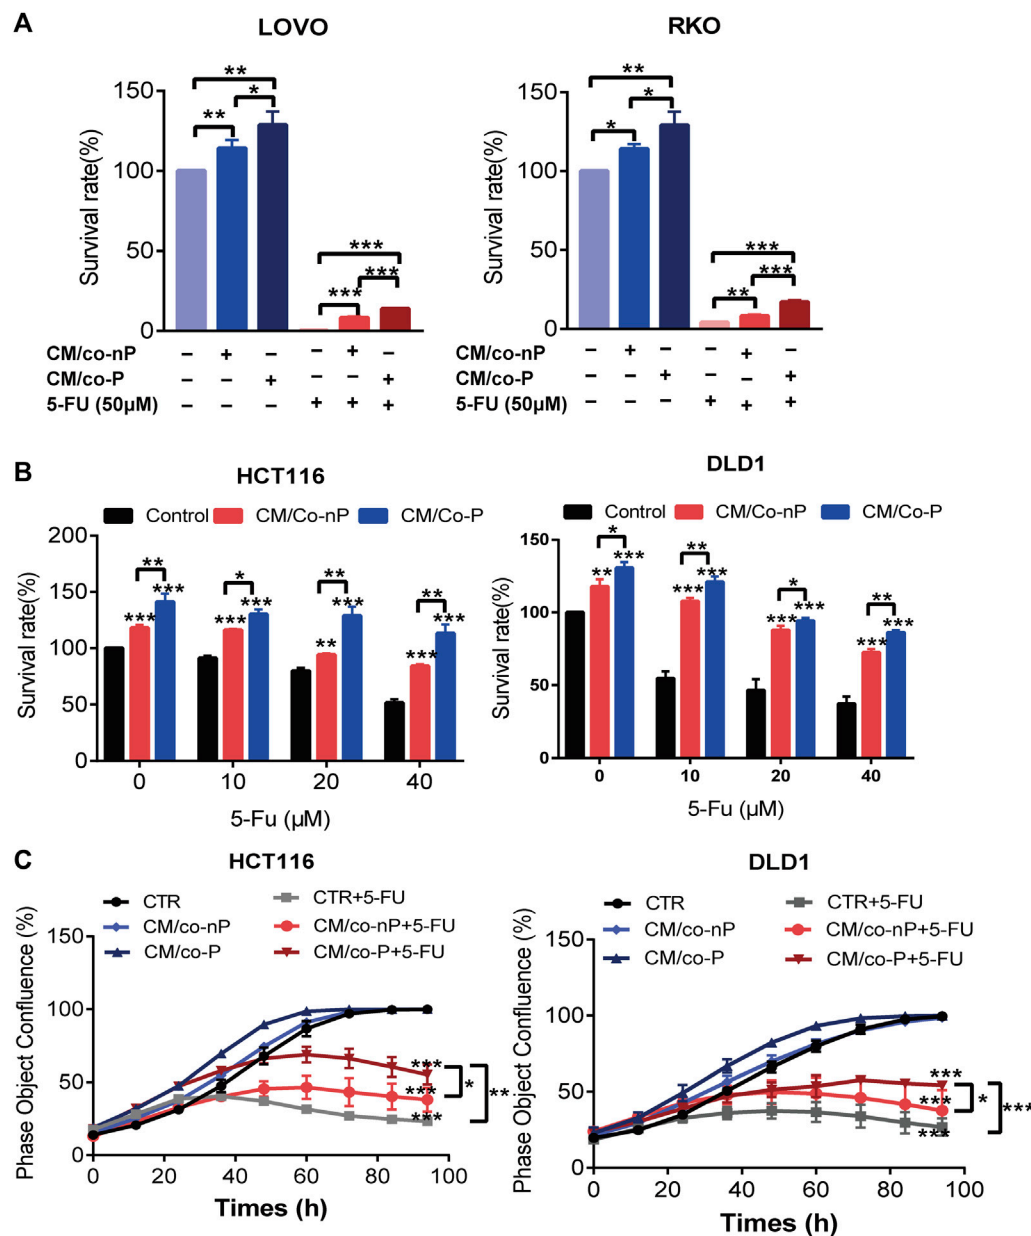 A
LOVO
RKO
Survival rate(%)
150
100
50
0
** * ** *** *** ***
CM/co-nP – + – – + –
CM/co-P – – + – – +
5-FU (50μM) – – – + + +
Survival rate(%)
150
100
50
0
** * * *** *** **
CM/co-nP – + – – + –
CM/co-P – – + – – +
5-FU (50μM) – – – + + +
B
HCT116
Control CM/Co-nP CM/Co-P
Survival rate(%)
200
150
100
50
0
** *** *** * *** *** ** *** ** ** *** ***
0 10 20 40
5-Fu (μM)
DLD1
Control CM/Co-nP CM/Co-P
Survival rate(%)
150
100
50
0
* *** ** ** *** *** * *** *** ** *** ***
0 10 20 40
5-Fu (μM)
C
HCT116
CTR CTR+5-FU
CM/co-nP CM/co-nP+5-FU
CM/co-P CM/co-P+5-FU
Phase Object Confluence (%)
150
100
50
0
*** *** *** * **
0 20 40 60 80 100
Times (h)
DLD1
CTR CTR+5-FU
CM/co-nP CM/co-nP+5-FU
CM/co-P CM/co-P+5-FU
Phase Object Confluence (%)
150
100
50
0
*** *** *** * ***
0 20 40 60 80 100
Times (h)